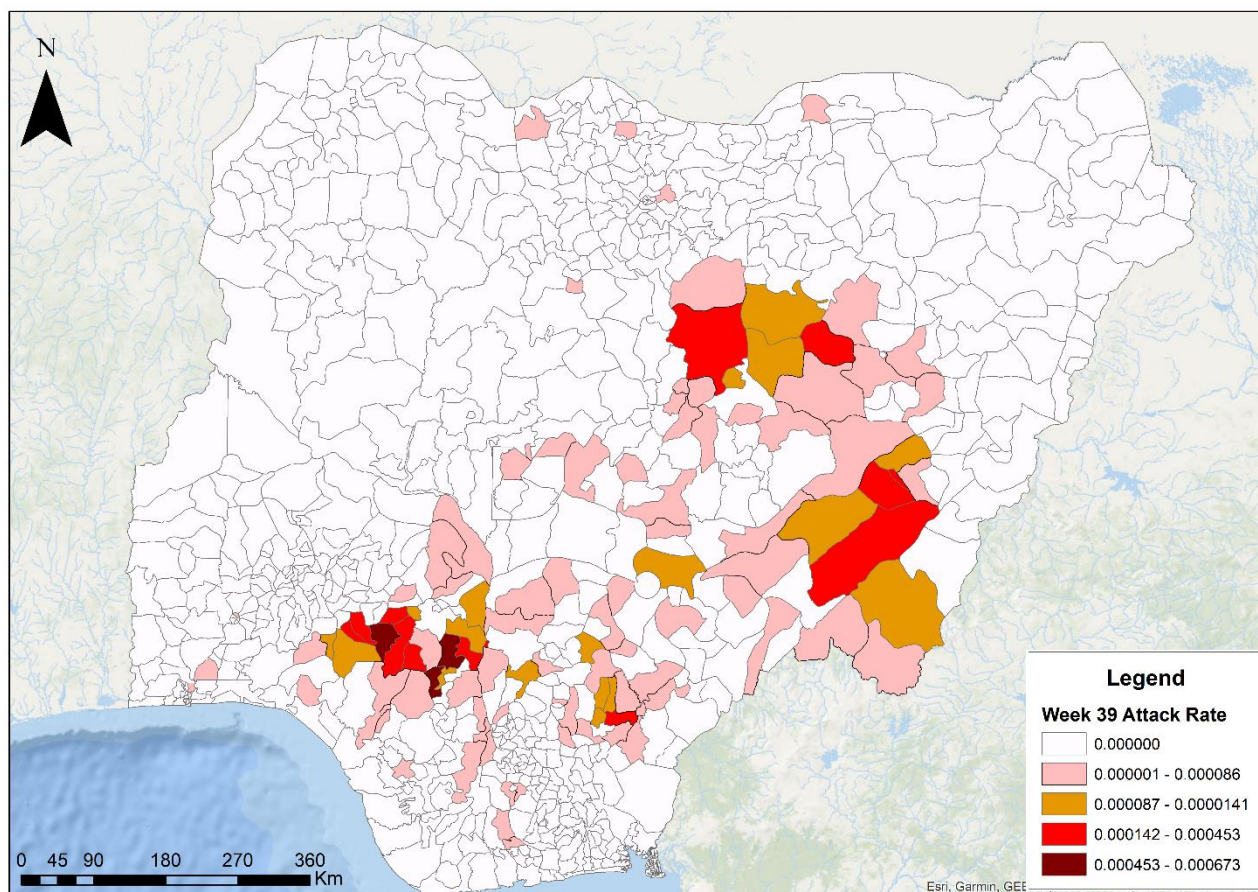 N
Legend
Week 39 Attack Rate
0.000000
0.000001 - 0.000086
0.000087 - 0.0000141
0.000142 - 0.000453
0.000453 - 0.000673
0 45 90 180 270 360
Km
Esri, Garmin, GEB